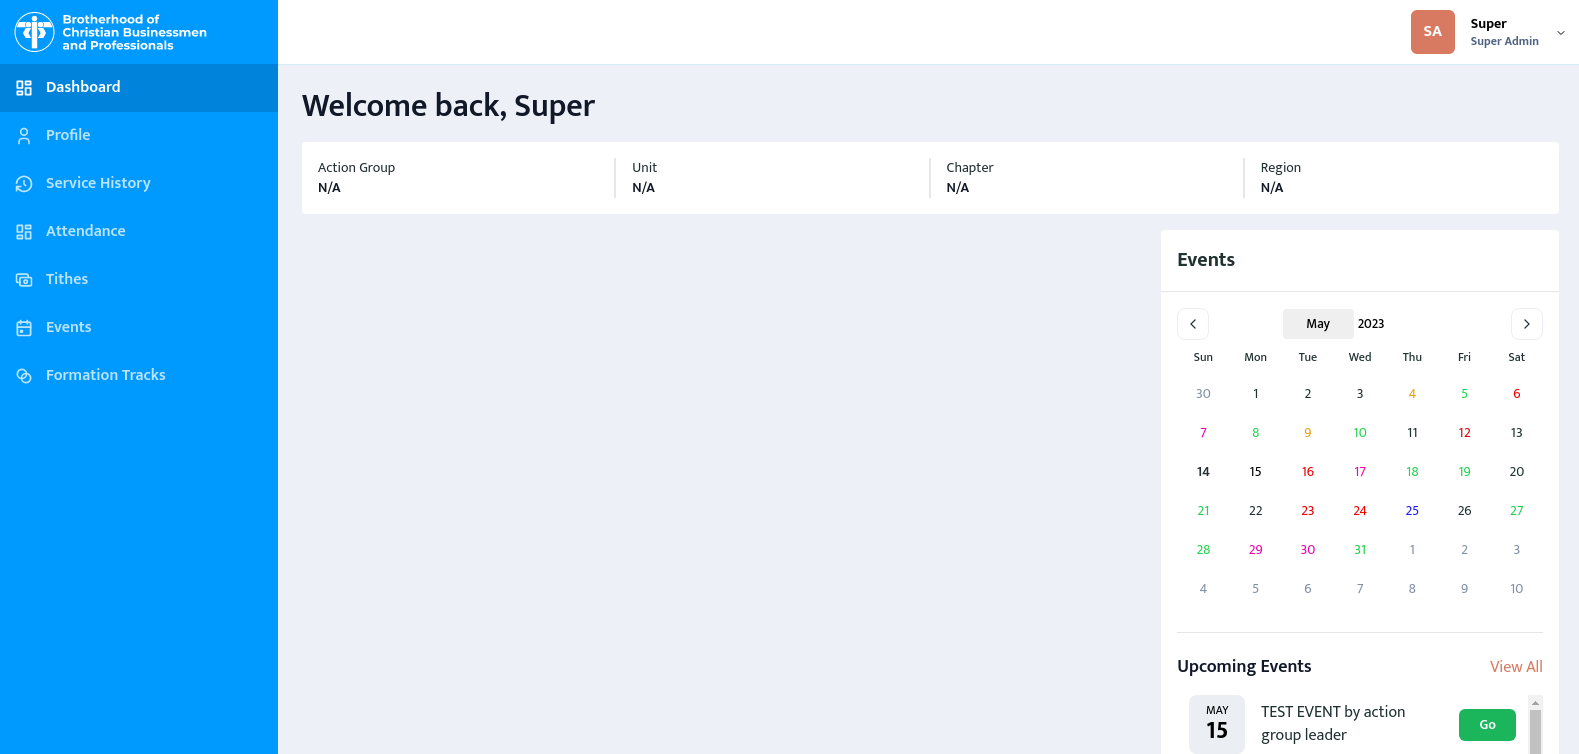 Brotherhood of
Christian Businessmen
and Professionals
SA
Super
Super Admin
Dashboard
Profile
Service History
Attendance
Tithes
Events
Formation Tracks
Welcome back, Super
Action Group Unit Chapter Region
N/A N/A N/A N/A
Events
May 2023
Sun Mon Tue Wed Thu Fri Sat
30 1 2 3 4 5 6
7 8 9 10 11 12 13
14 15 16 17 18 19 20
21 22 23 24 25 26 27
28 29 30 31 1 2 3
4 5 6 7 8 9 10
Upcoming Events View All
MAY
15
TEST EVENT by action
group leader
Go